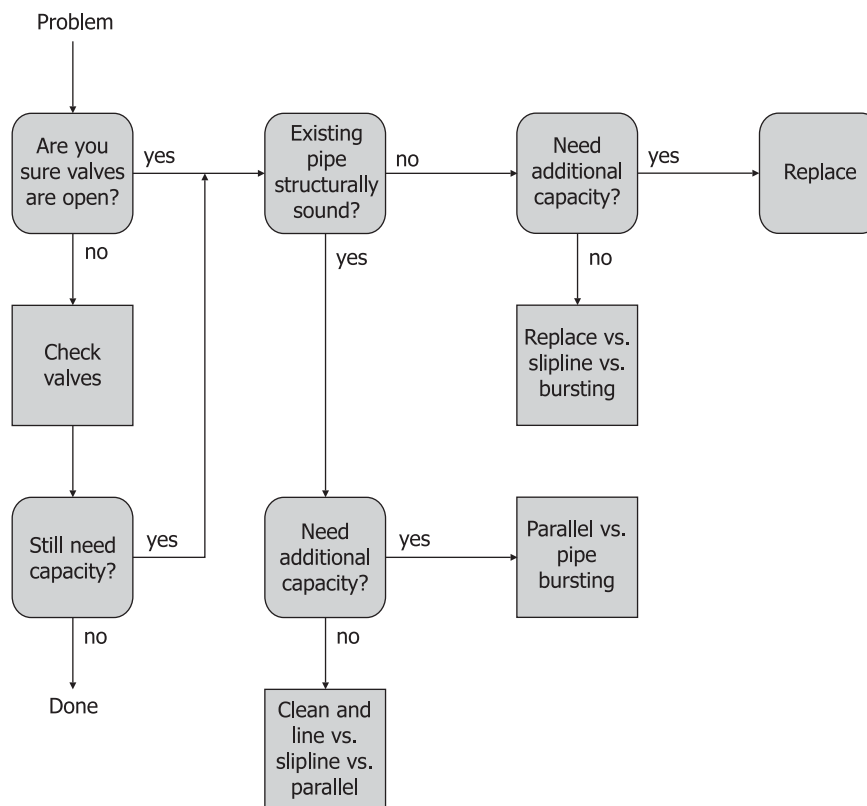 Problem
Are you
sure valves
are open?
yes
Existing
pipe
structurally
sound?
no
Need
additional
capacity?
yes
Replace
no
yes
no
Check
valves
Replace vs.
slipline vs.
bursting
Still need
capacity?
yes
Need
additional
capacity?
yes
Parallel vs.
pipe
bursting
no
no
Done
Clean and
line vs.
slipline vs.
parallel